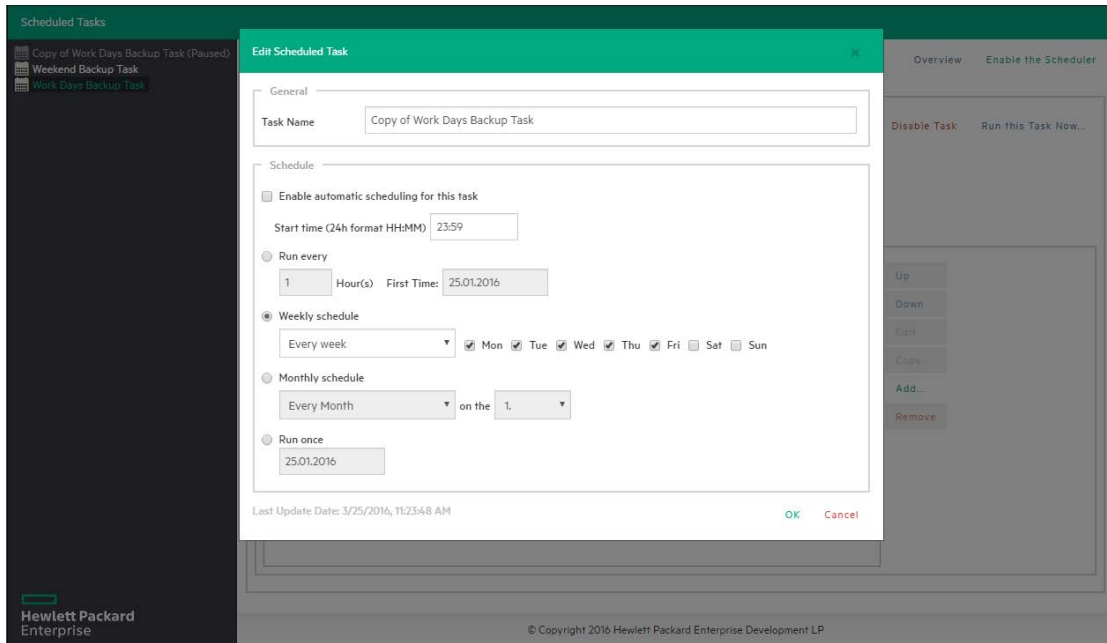 Scheduled Tasks
Copy of Work Days Backup Task (Paused)
Weekend Backup Task
Work Days Backup Task
Overview Enable the Scheduler
Disable Task Run this Task Now...
Edit Scheduled Task
General
Task Name Copy of Work Days Backup Task
Schedule
Enable automatic scheduling for this task
Start time (24h format HH:MM) 23:59
Run every
1 Hour(s) First Time: 25.01.2016
Weekly schedule
Every week Mon Tue Wed Thu Fri Sat Sun
Monthly schedule
Every Month on the 1.
Run once
25.01.2016
Last Update Date: 3/25/2016, 11:23:48 AM
OK Cancel
Up
Down
Edit
Copy...
Add...
Remove
Hewlett Packard
Enterprise
© Copyright 2016 Hewlett Packard Enterprise Development LP